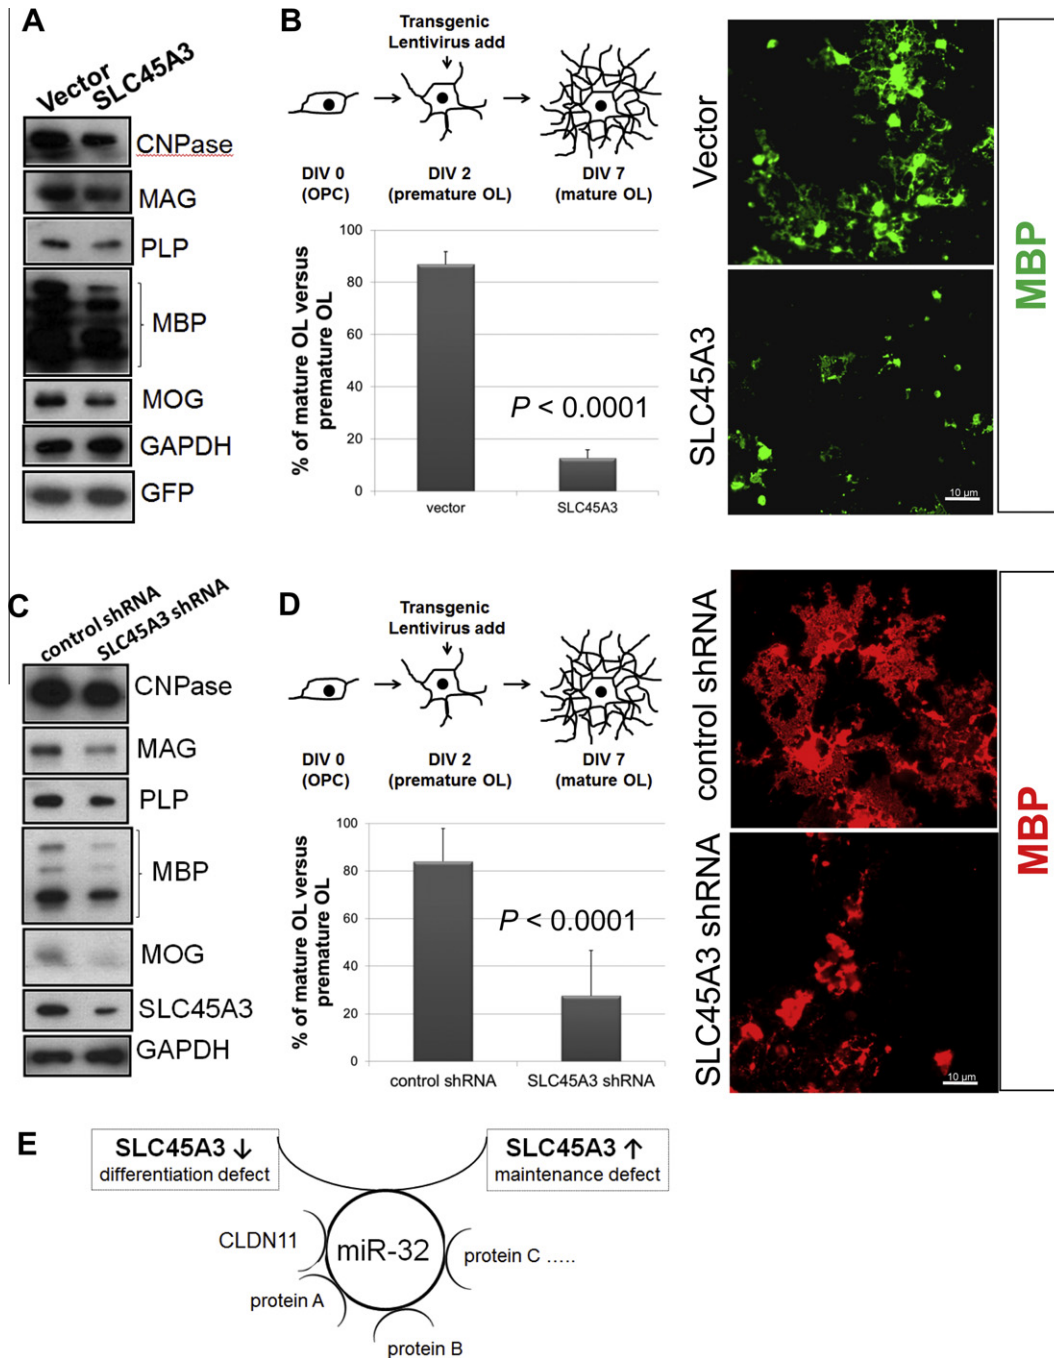 A
Vector
SLC45A3
CNPase
MAG
PLP
MBP
MOG
GAPDH
GFP
B
Transgenic
Lentivirus add
DIV 0
(OPC)
DIV 2
(premature OL)
DIV 7
(mature OL)
% of mature OL versus
premature OL
100
80
60
40
20
0
P < 0.0001
vector
SLC45A3
Vector
SLC45A3
10 µm
MBP
C
control shRNA
SLC45A3 shRNA
CNPase
MAG
PLP
MBP
MOG
SLC45A3
GAPDH
D
Transgenic
Lentivirus add
DIV 0
(OPC)
DIV 2
(premature OL)
DIV 7
(mature OL)
% of mature OL versus
premature OL
100
80
60
40
20
0
P < 0.0001
control shRNA
SLC45A3 shRNA
control shRNA
SLC45A3 shRNA
10 µm
MBP
E
SLC45A3 ↓
differentiation defect
SLC45A3 ↑
maintenance defect
CLDN11
miR-32
protein C .....
protein A
protein B